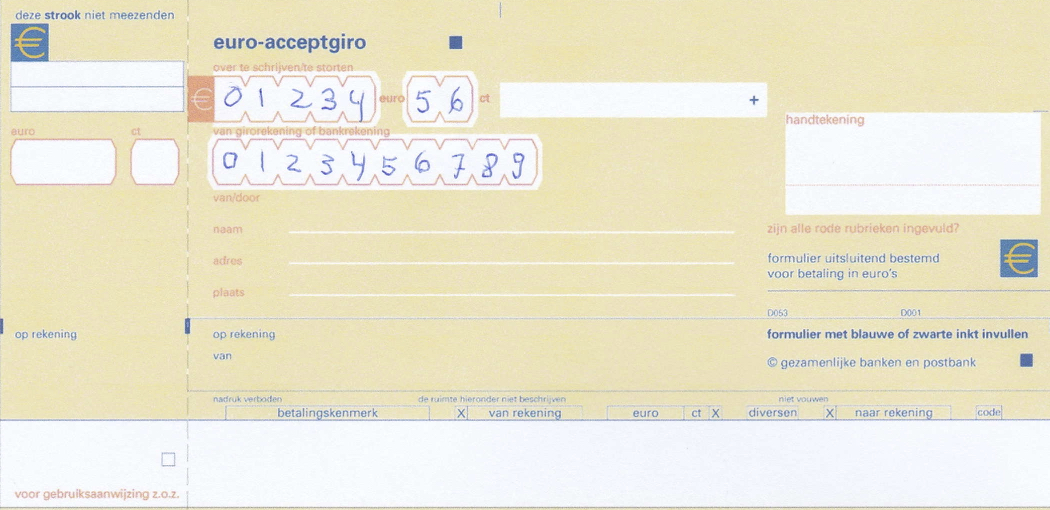 deze strook niet meezenden
€
euro ct
voor gebruiksaanwijzing z.o.z.
op rekening
euro-acceptgiro
over te schrijven/te storten
€ 01234 euro 56 ct +
van girorekening of bankrekening
0123456789
van/door
naam
adres
plaats
handtekening
zijn alle rode rubrieken ingevuld?
formulier uitsluitend bestemd
voor betaling in euro's
€
D053 D001
op rekening
van
formulier met blauwe of zwarte inkt invullen
© gezamenlijke banken en postbank
nadruk verboden de ruimte hieronder niet beschrijven niet vouwen
betalingskenmerk X van rekening euro ct X diversen X naar rekening code